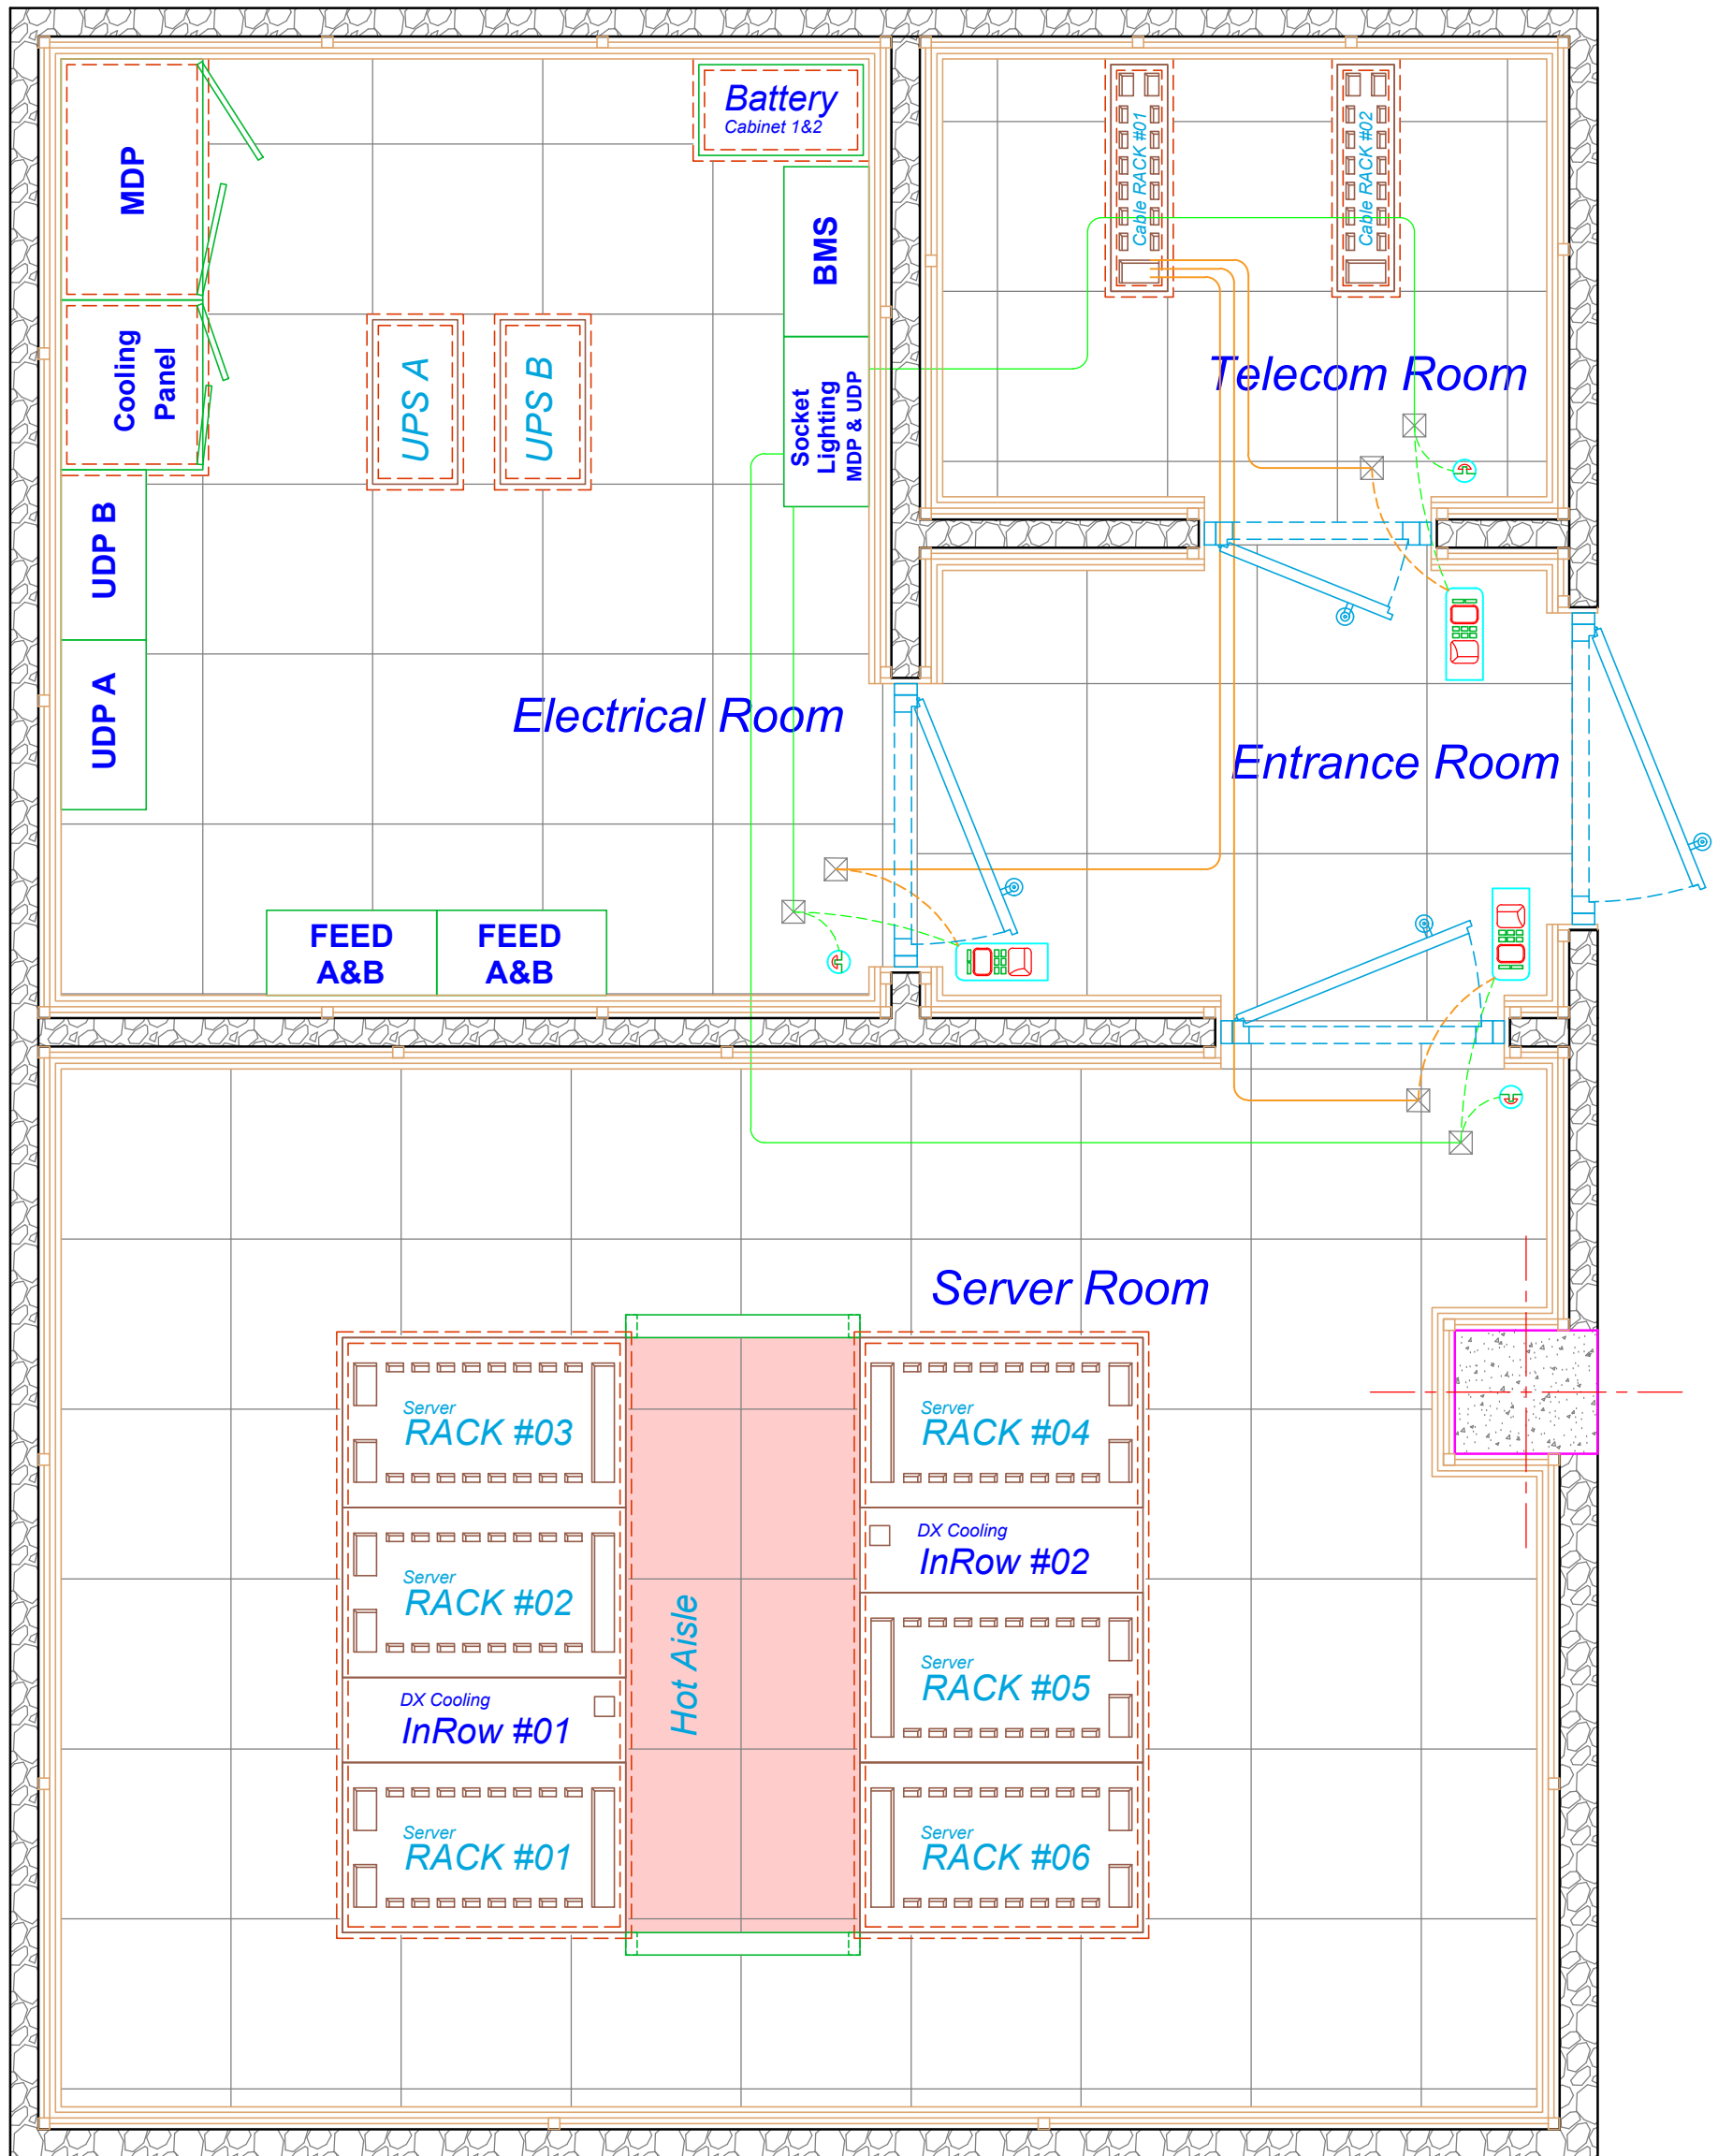 Battery
Cabinet 1&2
MDP
BMS
Cable RACK #01
Cable RACK #02
Cooling
Panel
UPS A
UPS B
Socket
Lighting
MDP & UDP
Telecom Room
UDP B
UDP A
Electrical Room
Entrance Room
FEED
A&B
FEED
A&B
Server Room
Server
RACK #03
Server
RACK #04
DX Cooling
InRow #02
Server
RACK #02
Hot Aisle
Server
RACK #05
DX Cooling
InRow #01
Server
RACK #01
Server
RACK #06